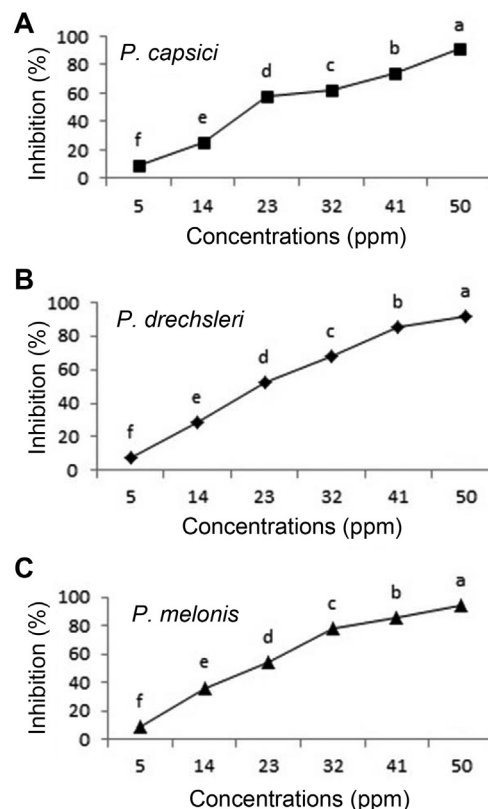 A
P. capsici
Inhibition (%)
100
80
60
40
20
0
f
e
d
c
b
a
5 14 23 32 41 50
Concentrations (ppm)
B
P. drechsleri
Inhibition (%)
100
80
60
40
20
0
f
e
d
c
b
a
5 14 23 32 41 50
Concentrations (ppm)
C
P. melonis
Inhibition (%)
100
80
60
40
20
0
f
e
d
c
b
a
5 14 23 32 41 50
Concentrations (ppm)